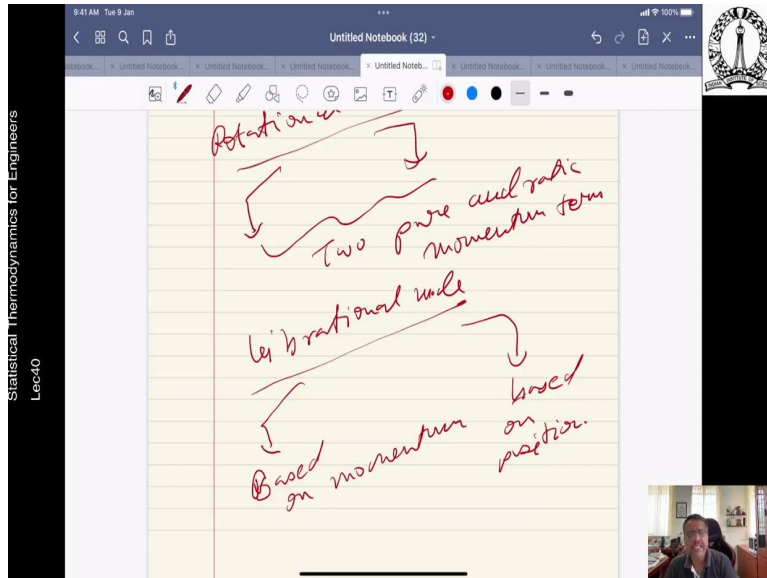 9:41 AM Tue 9 Jan
100%
Untitled Notebook (32)
otebook...
× Untitled Notebook...
× Untitled Notebook...
× Untitled Notebook...
× Untitled Noteb...
× Untitled Notebook...
× Untitled Notebook...
× Untitled Notebook...
Statistical Thermodynamics for Engineers
Lec40
Two pure quadratic
momentum term
Vibrational mode
Based
on momentum
based
on
position.